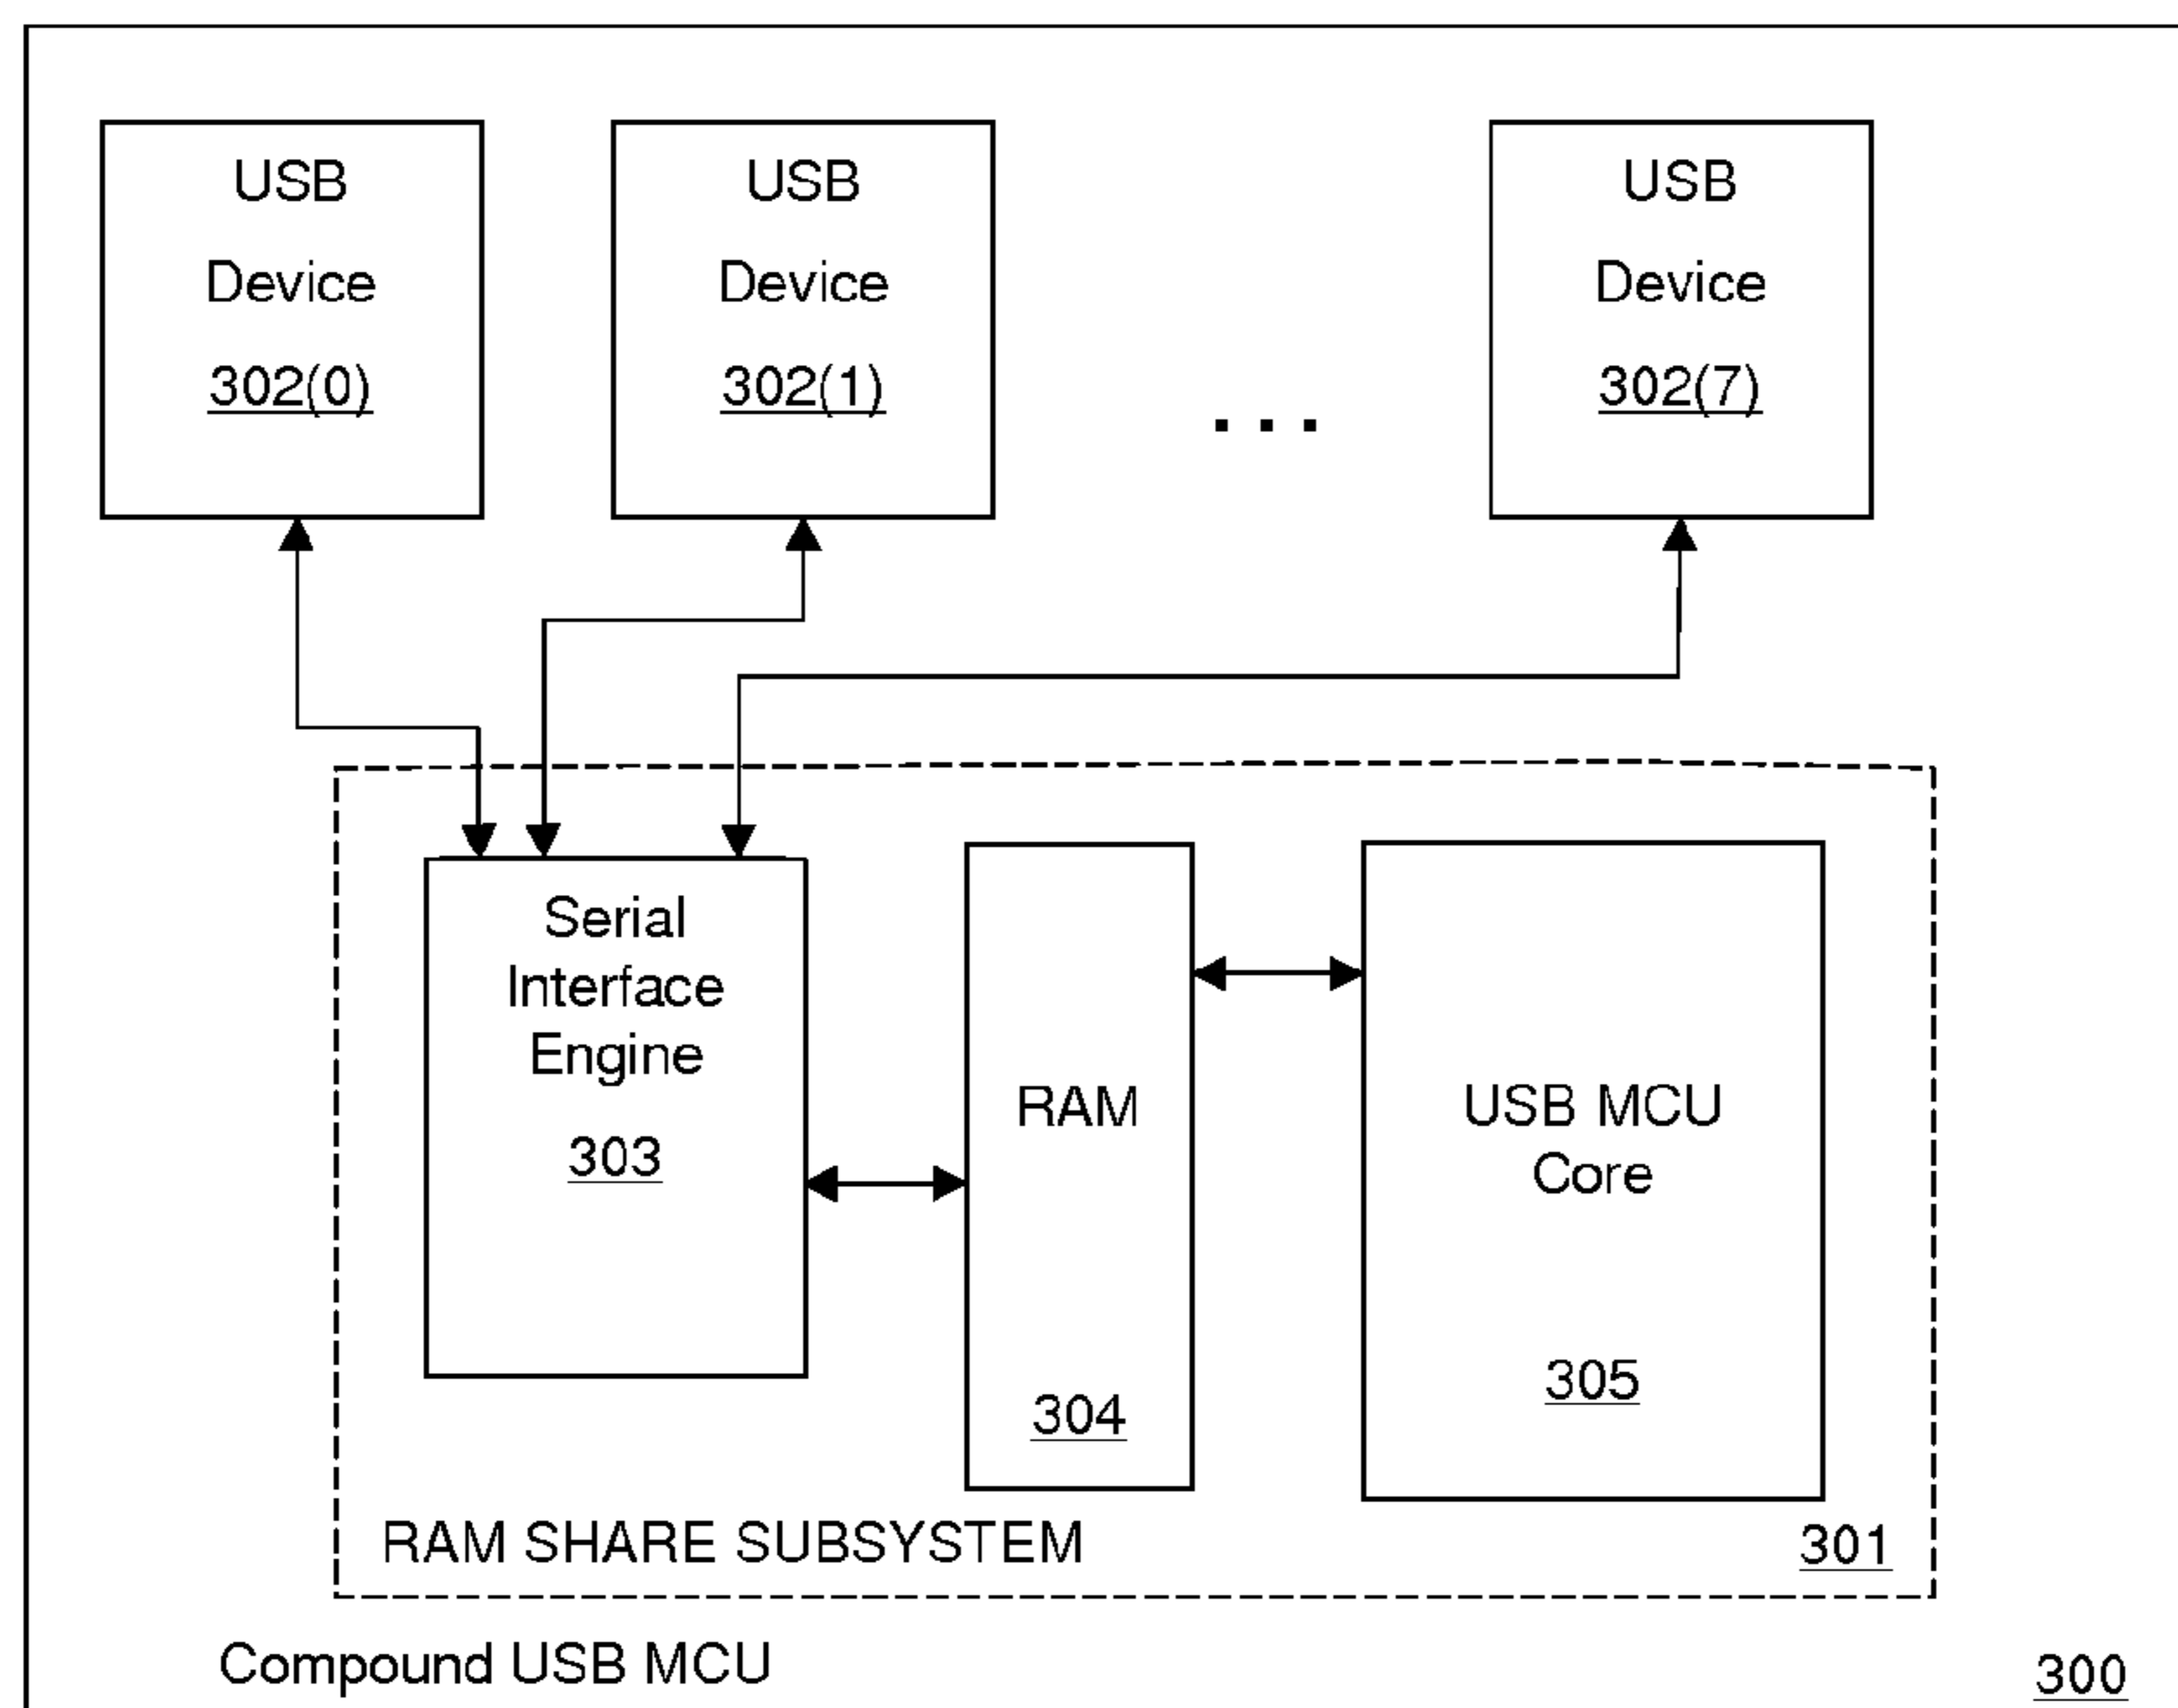 USB
Device
302(0)
USB
Device
302(1)
. . .
USB
Device
302(7)
Serial
Interface
Engine
303
RAM
304
USB MCU
Core
305
RAM SHARE SUBSYSTEM
301
Compound USB MCU
300